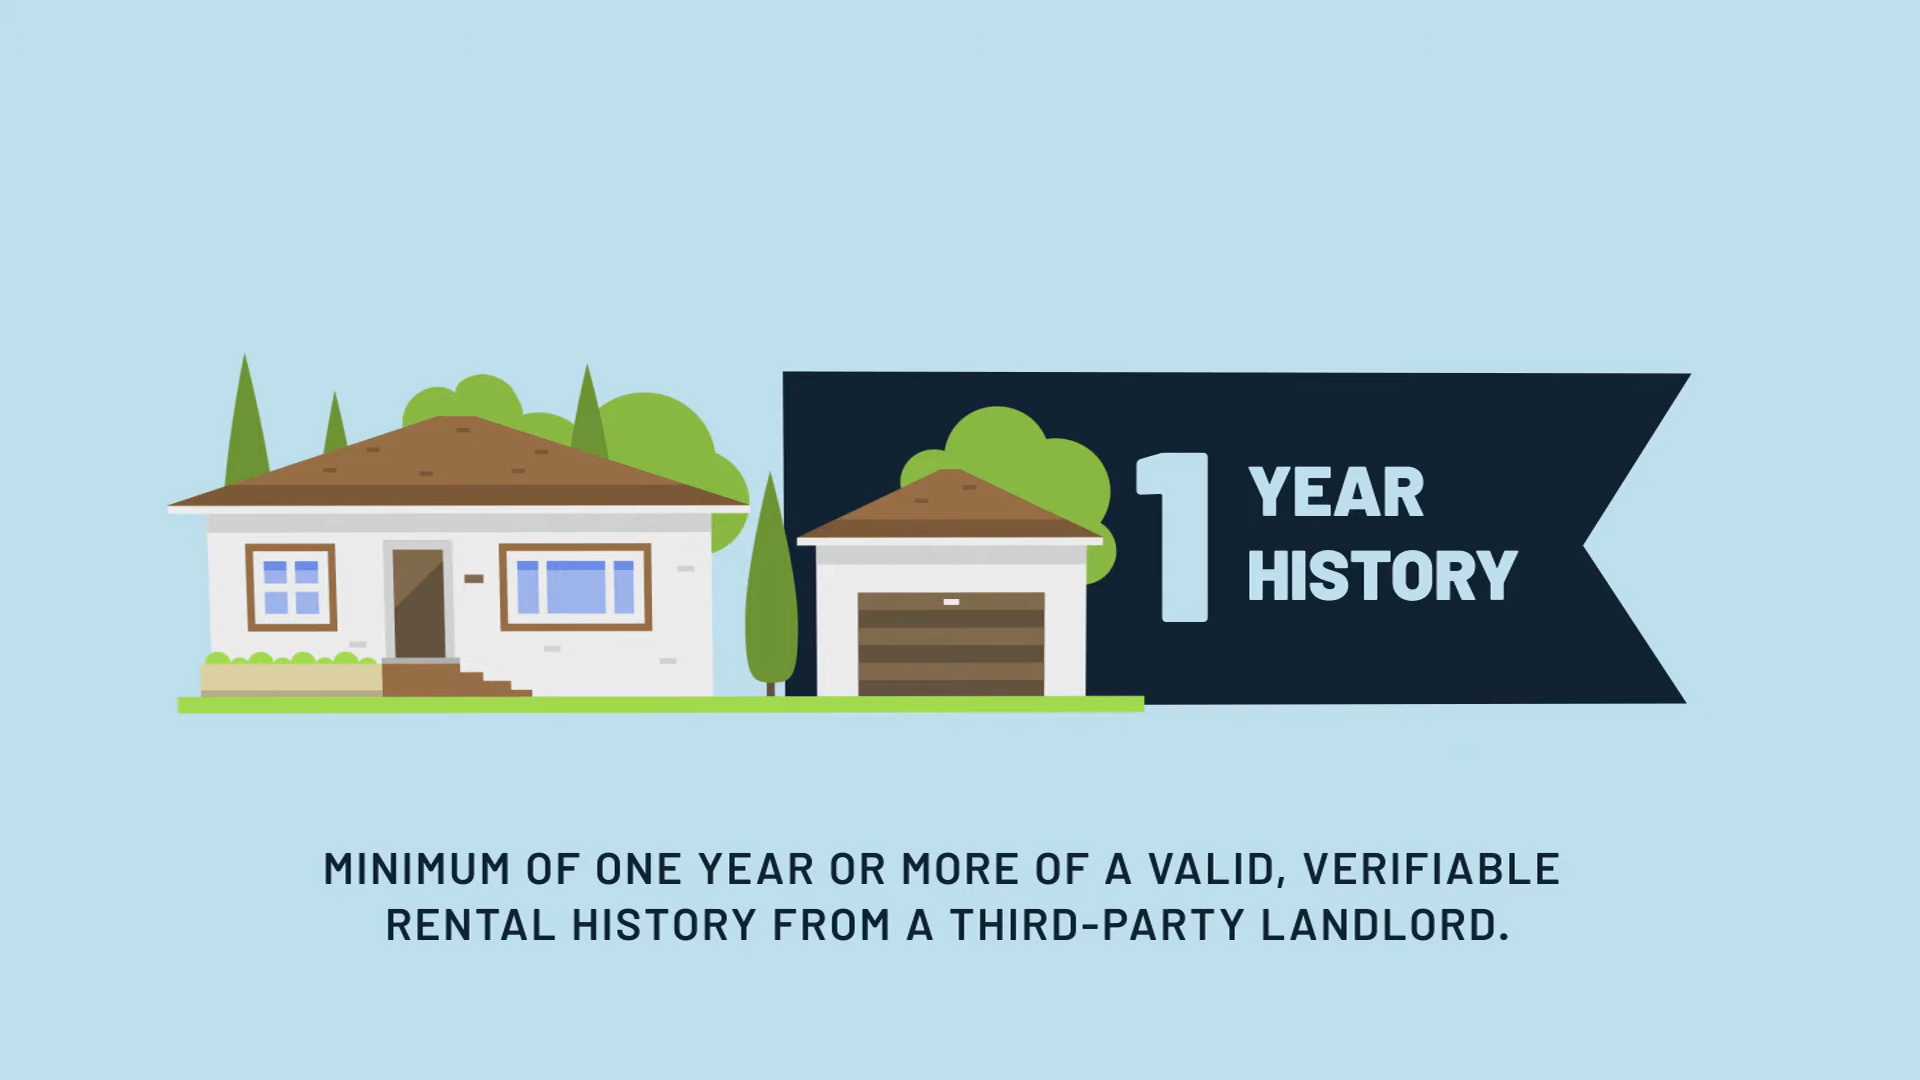 1 YEAR
HISTORY
MINIMUM OF ONE YEAR OR MORE OF A VALID, VERIFIABLE
RENTAL HISTORY FROM A THIRD-PARTY LANDLORD.